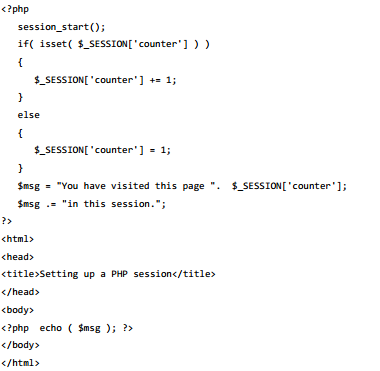 <?php
session_start();
if( isset( $_SESSION['counter'] ) )
{
$_SESSION['counter'] += 1;
}
else
{
$_SESSION['counter'] = 1;
}
$msg = "You have visited this page ".  $_SESSION['counter'];
$msg .= "in this session.";
?>
<html>
<head>
<title>Setting up a PHP session</title>
</head>
<body>
<?php  echo ( $msg ); ?>
</body>
</html>